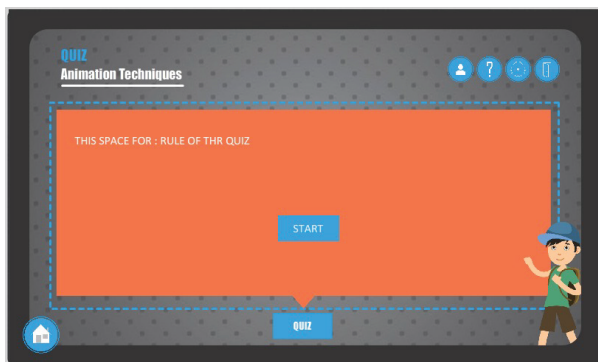 QUIZ
Animation Techniques
?
THIS SPACE FOR : RULE OF THR QUIZ
START
QUIZ